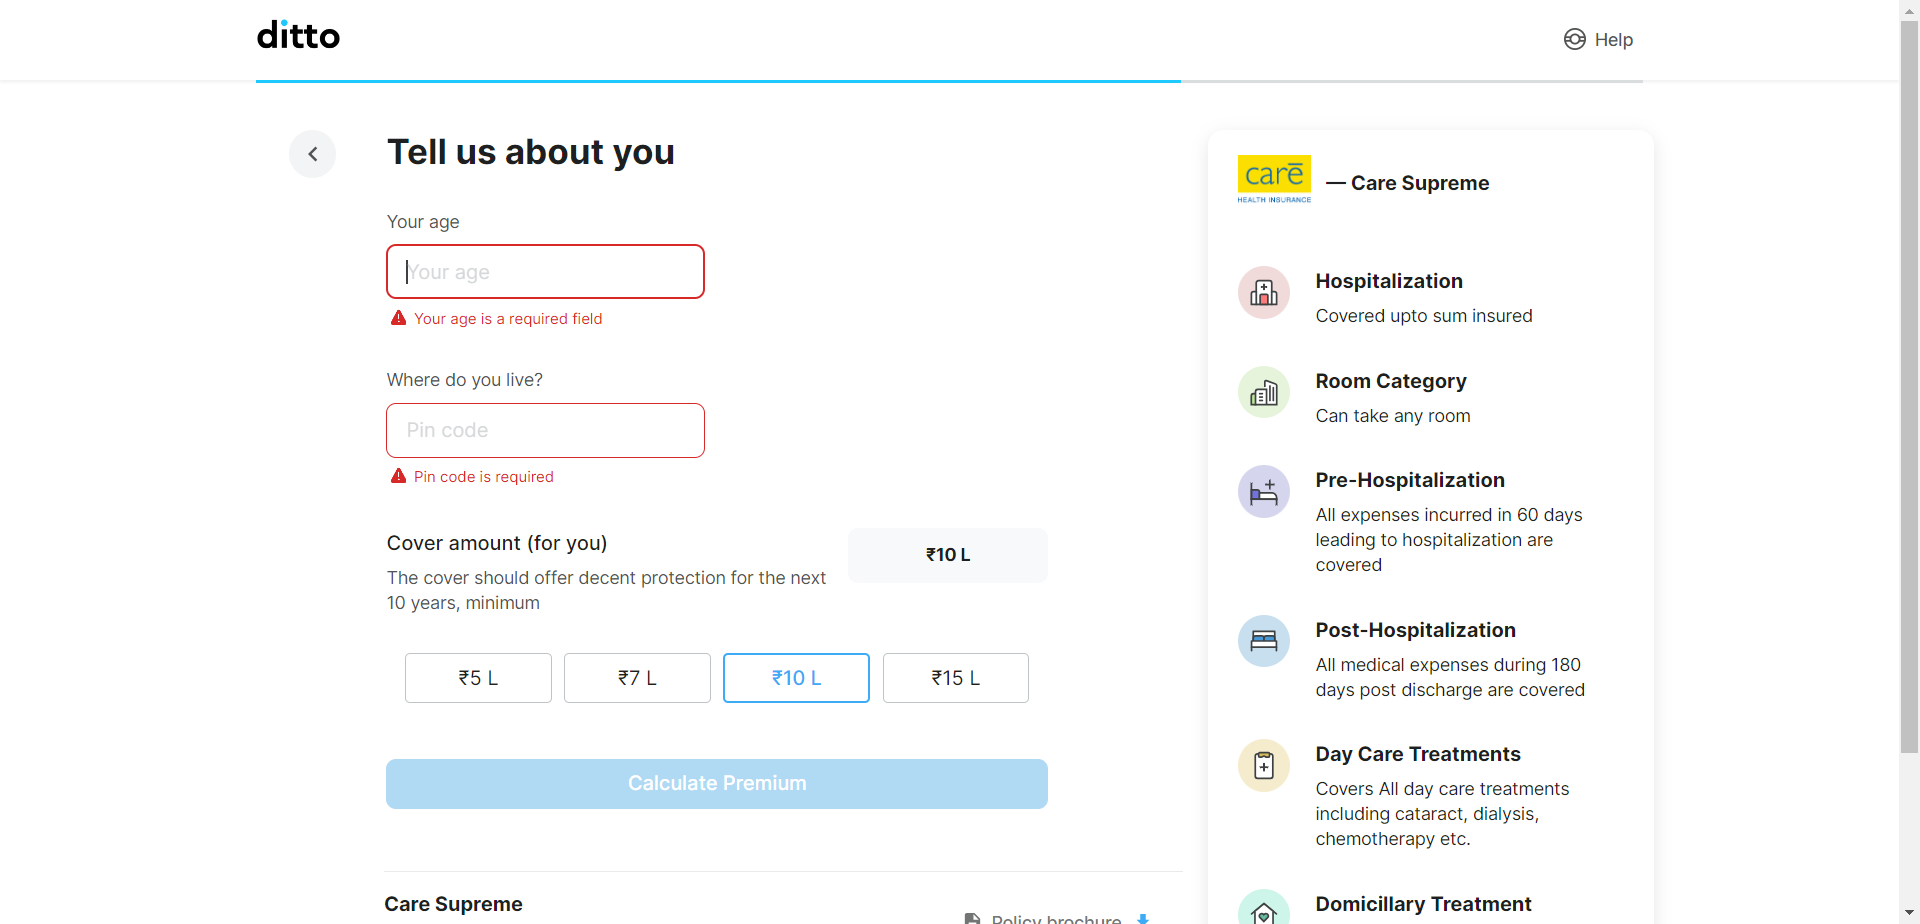 ditto
Help
Tell us about you
Your age
Your age
Your age is a required field
Where do you live?
Pin code
Pin code is required
Cover amount (for you)
₹10 L
The cover should offer decent protection for the next
10 years, minimum
₹5 L
₹7 L
₹10 L
₹15 L
Calculate Premium
Care Supreme
Policy brochure
carē
HEALTH INSURANCE
— Care Supreme
Hospitalization
Covered upto sum insured
Room Category
Can take any room
Pre-Hospitalization
All expenses incurred in 60 days
leading to hospitalization are
covered
Post-Hospitalization
All medical expenses during 180
days post discharge are covered
Day Care Treatments
Covers All day care treatments
including cataract, dialysis,
chemotherapy etc.
Domicillary Treatment